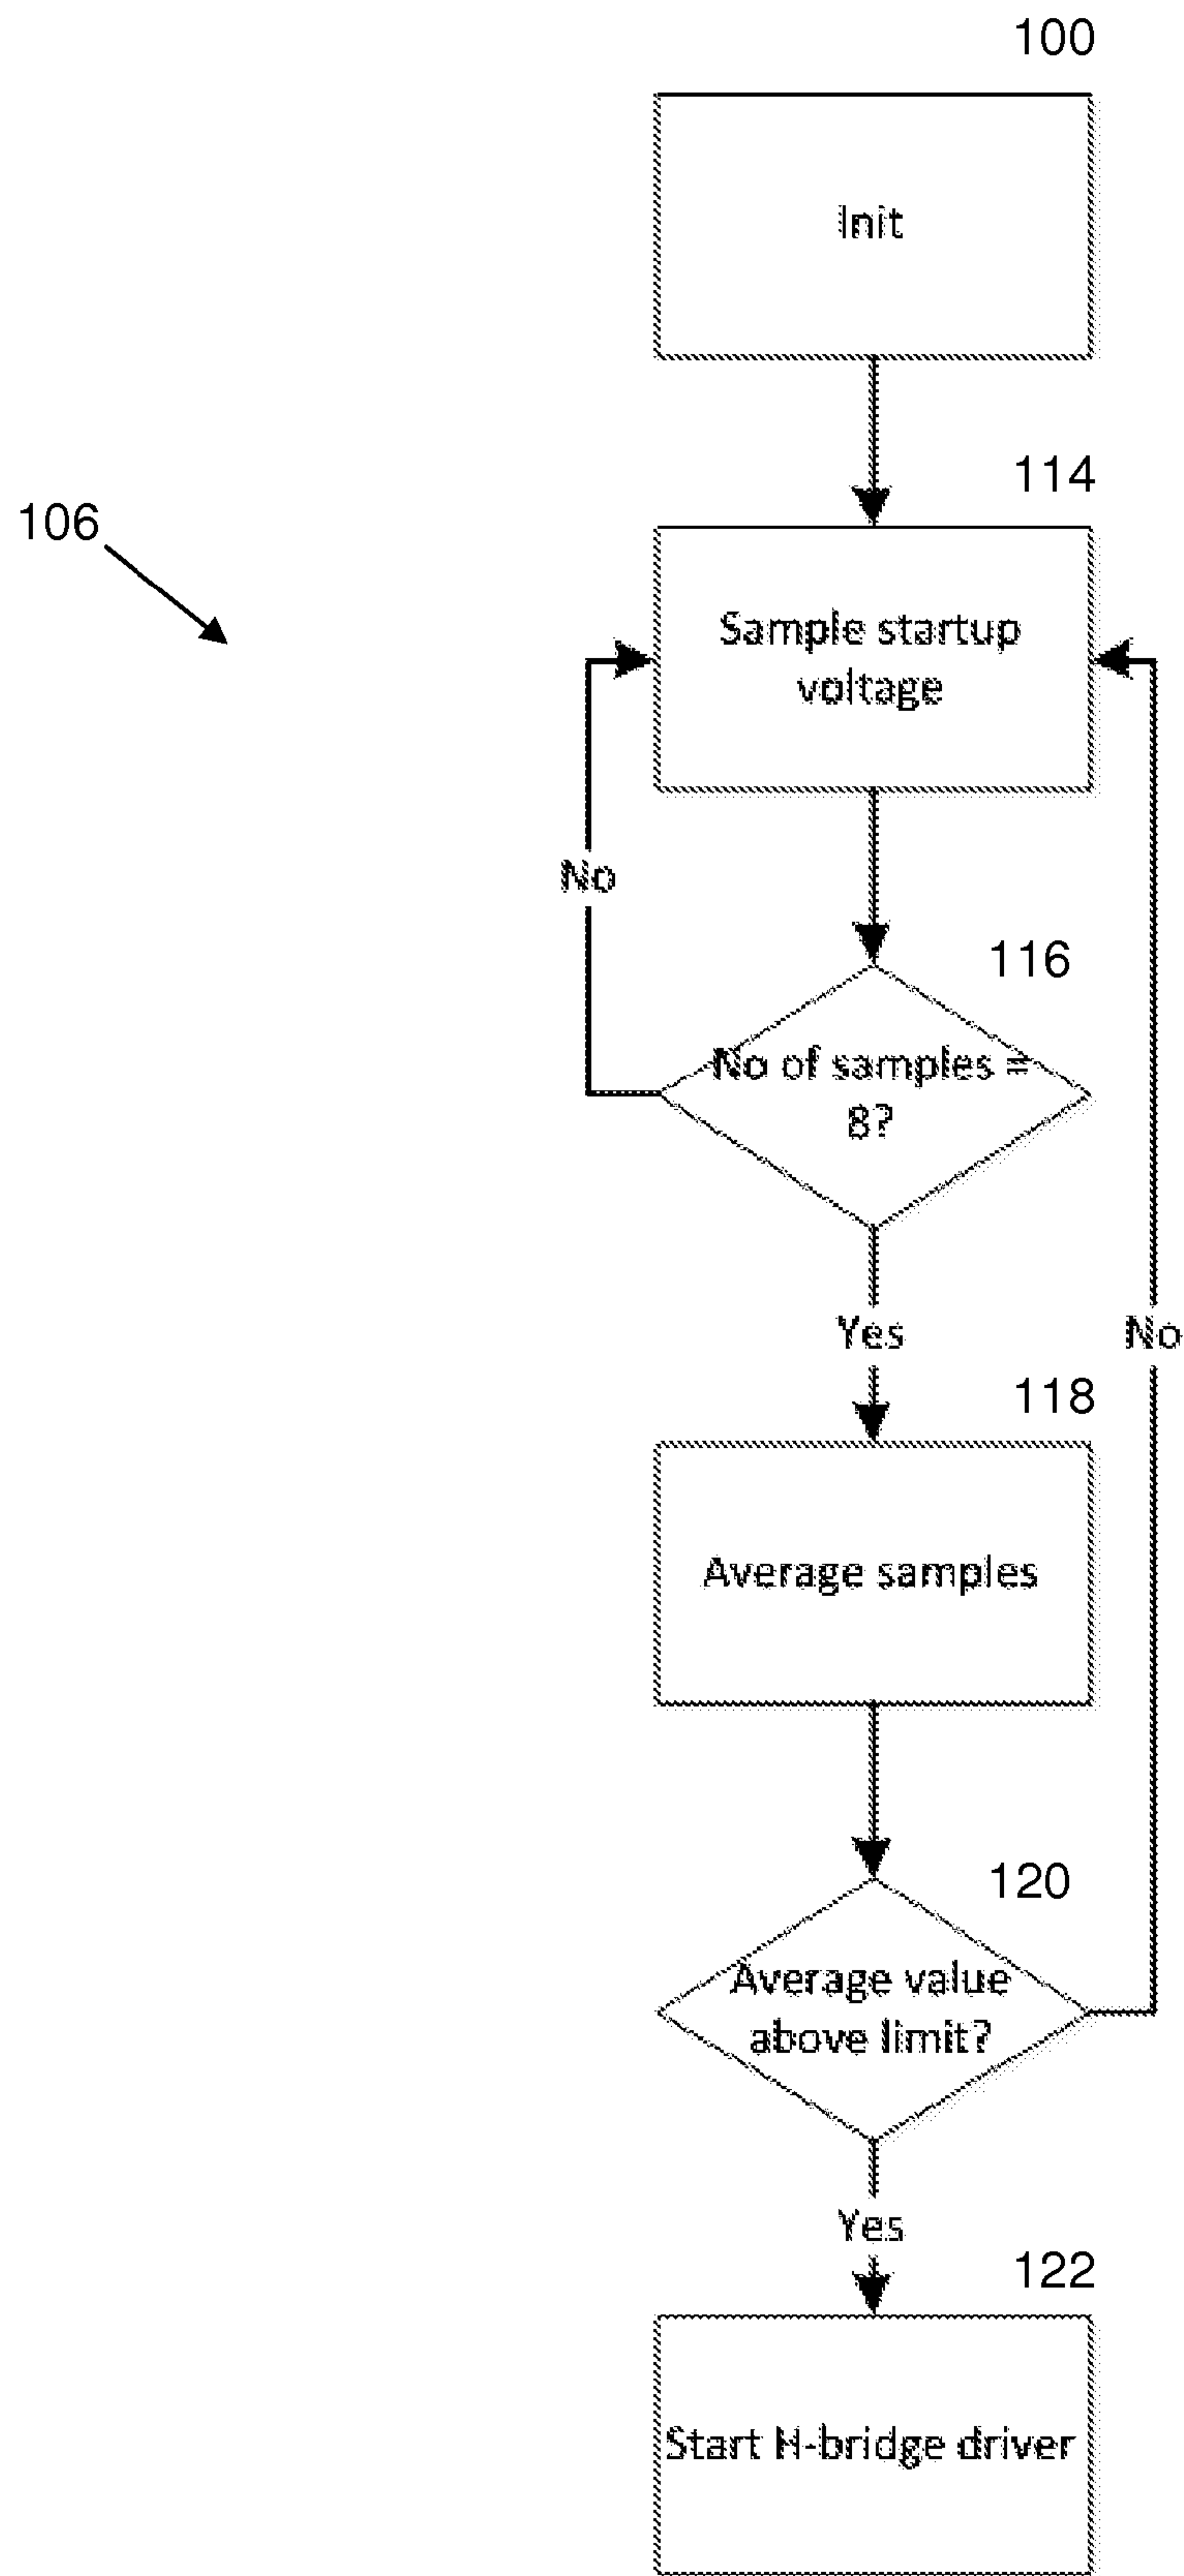 100
Init
114
106
Sample startup
voltage
No
116
No of samples =
8?
Yes
No
118
Average samples
120
Average value
above limit?
Yes
122
Start H-bridge driver